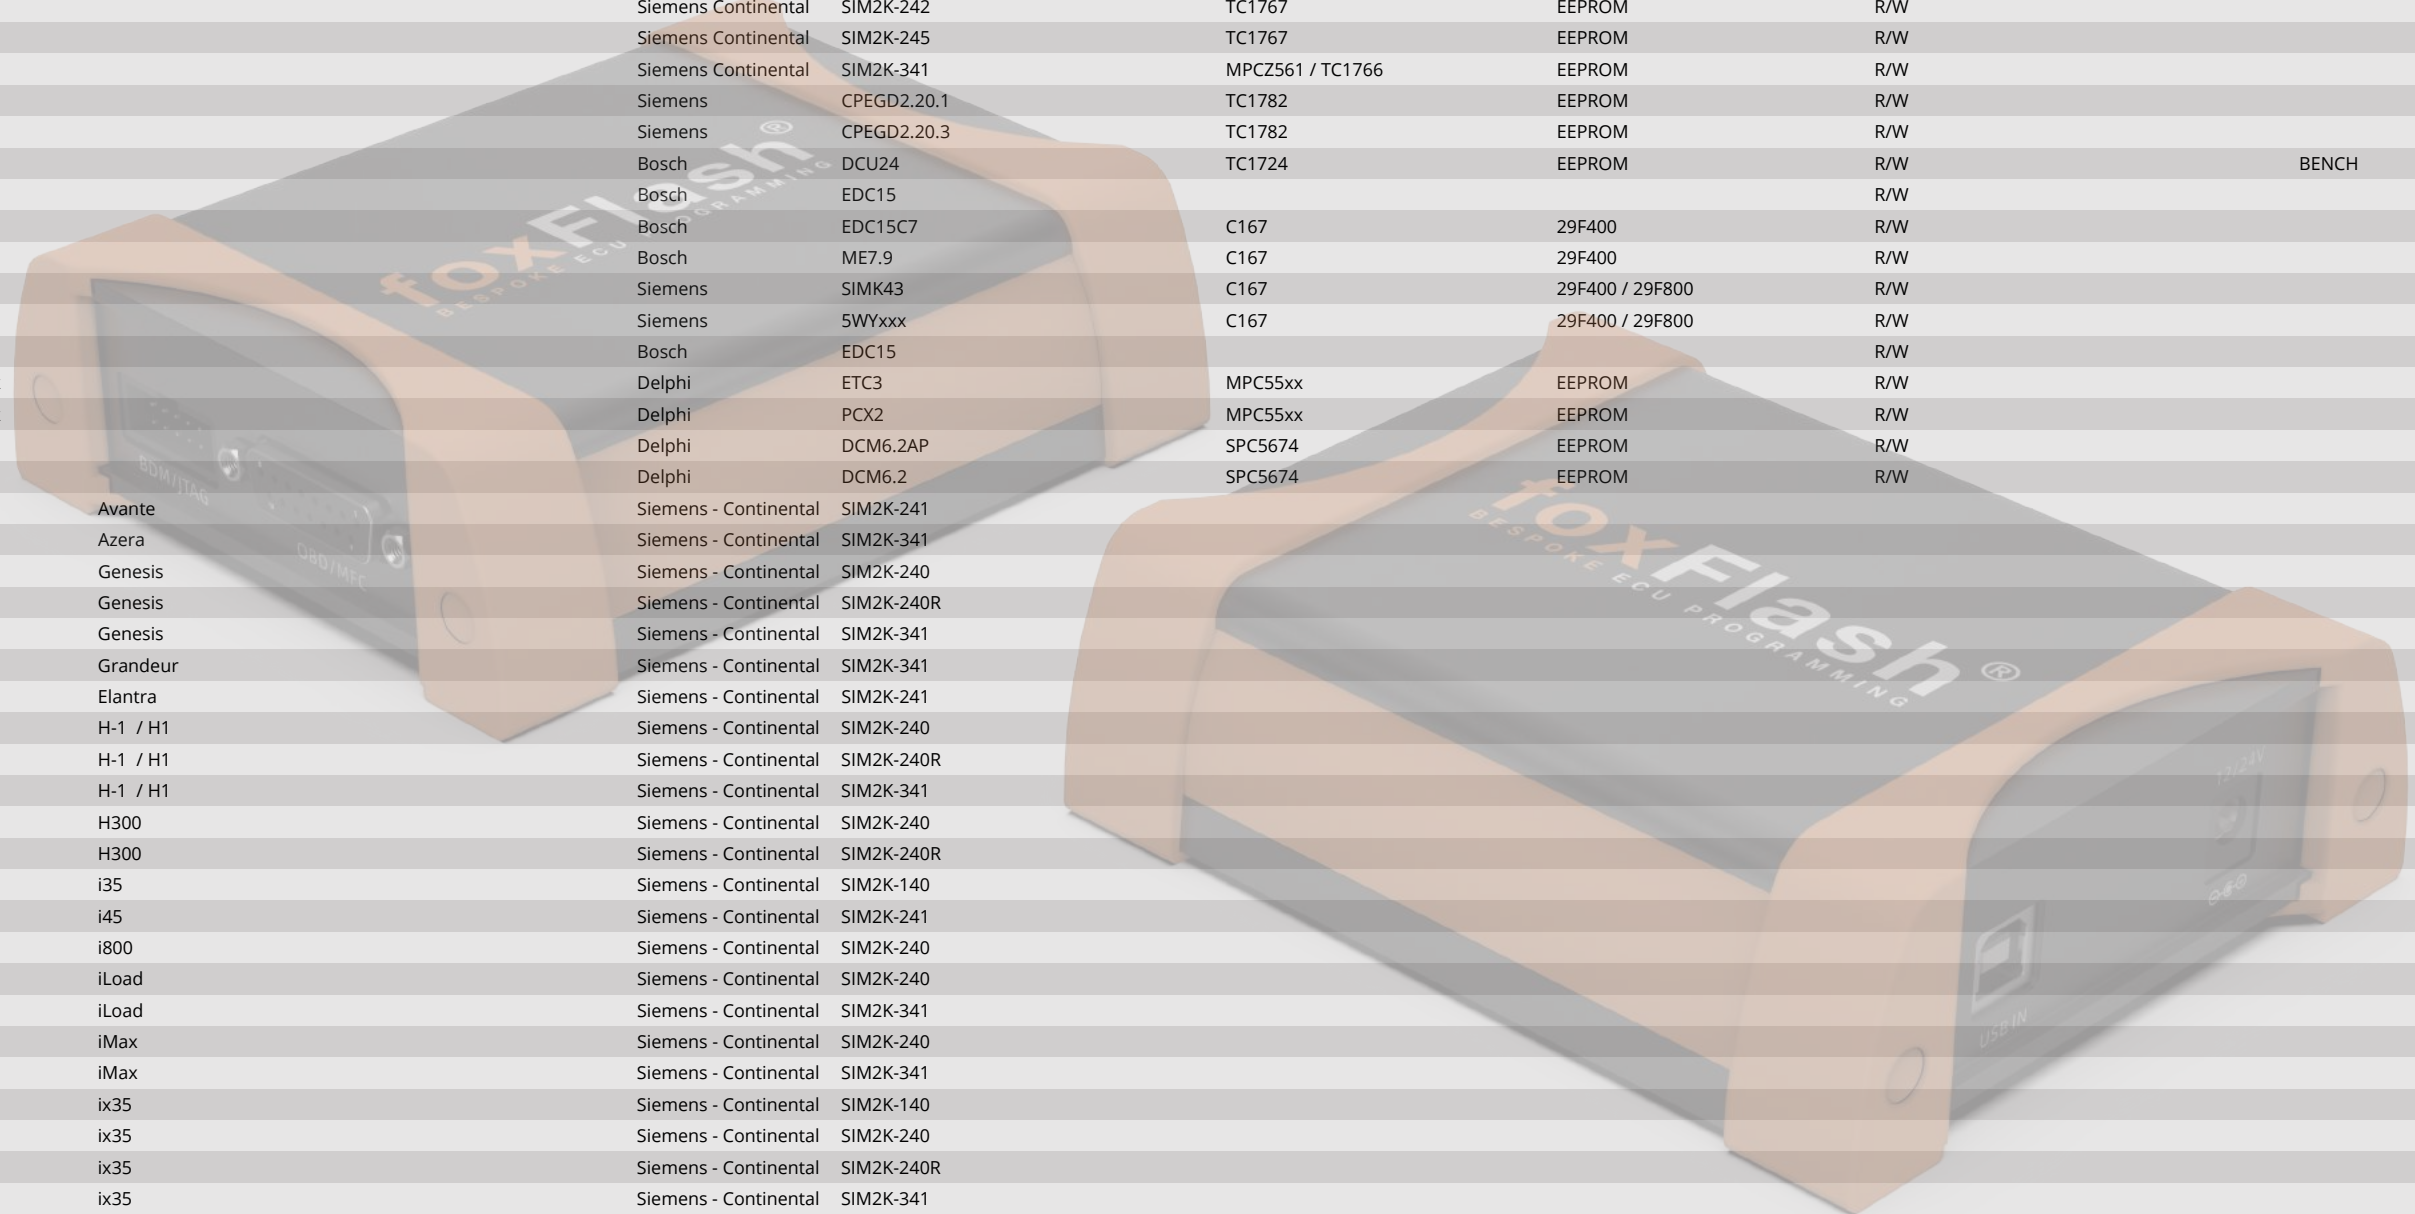 Siemens Continental SIM2K-242 TC1767 EEPROM R/W
Siemens Continental SIM2K-245 TC1767 EEPROM R/W
Siemens Continental SIM2K-341 MPCZ561 / TC1766 EEPROM R/W
Siemens CPEGD2.20.1 TC1782 EEPROM R/W
Siemens CPEGD2.20.3 TC1782 EEPROM R/W
Bosch DCU24 TC1724 EEPROM R/W BENCH
Bosch EDC15 R/W
Bosch EDC15C7 C167 29F400 R/W
Bosch ME7.9 C167 29F400 R/W
Siemens SIMK43 C167 29F400 / 29F800 R/W
Siemens 5WYxxx C167 29F400 / 29F800 R/W
Bosch EDC15 R/W
Delphi ETC3 MPC55xx EEPROM R/W
Delphi PCX2 MPC55xx EEPROM R/W
Delphi DCM6.2AP SPC5674 EEPROM R/W
Delphi DCM6.2 SPC5674 EEPROM R/W
Avante Siemens - Continental SIM2K-241
Azera Siemens - Continental SIM2K-341
Genesis Siemens - Continental SIM2K-240
Genesis Siemens - Continental SIM2K-240R
Genesis Siemens - Continental SIM2K-341
Grandeur Siemens - Continental SIM2K-341
Elantra Siemens - Continental SIM2K-241
H-1 / H1 Siemens - Continental SIM2K-240
H-1 / H1 Siemens - Continental SIM2K-240R
H-1 / H1 Siemens - Continental SIM2K-341
H300 Siemens - Continental SIM2K-240
H300 Siemens - Continental SIM2K-240R
i35 Siemens - Continental SIM2K-140
i45 Siemens - Continental SIM2K-241
i800 Siemens - Continental SIM2K-240
iLoad Siemens - Continental SIM2K-240
iLoad Siemens - Continental SIM2K-341
iMax Siemens - Continental SIM2K-240
iMax Siemens - Continental SIM2K-341
ix35 Siemens - Continental SIM2K-140
ix35 Siemens - Continental SIM2K-240
ix35 Siemens - Continental SIM2K-240R
ix35 Siemens - Continental SIM2K-341
foxFlash ®
BESPOKE ECU PROGRAMMING
BDM/JTAG
OBD/MFC
foxFlash ®
BESPOKE ECU PROGRAMMING
12/24V
USB IN